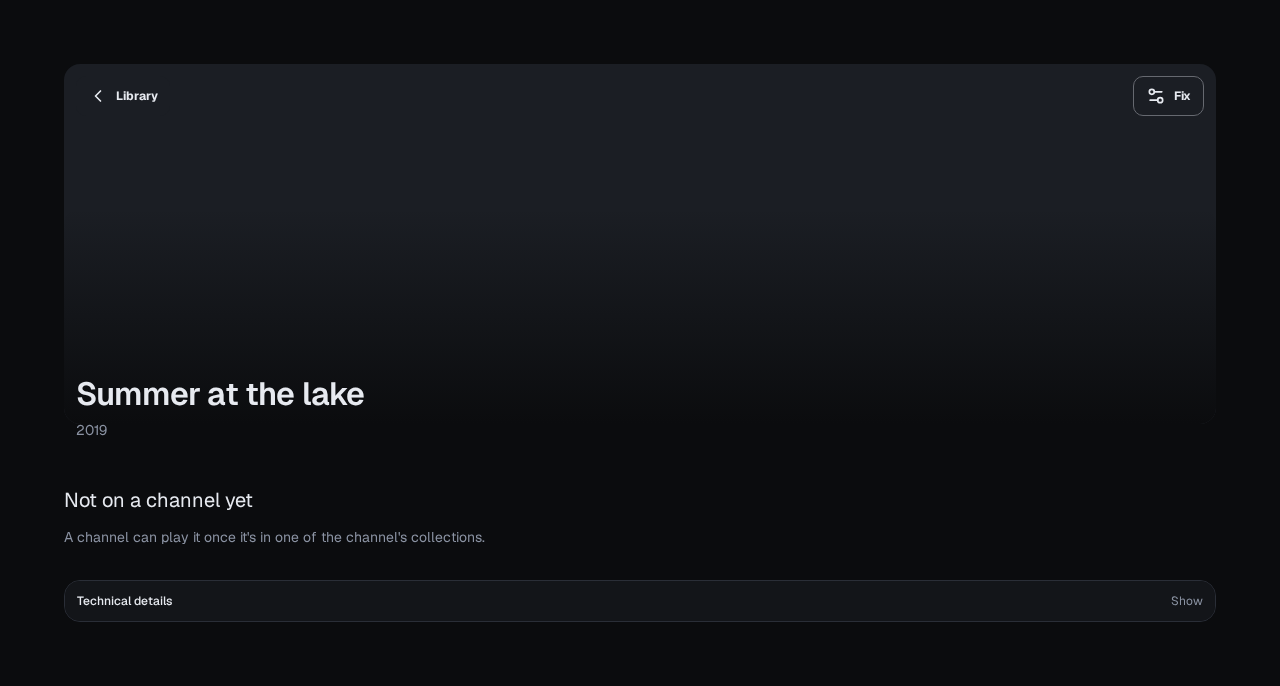 Library
Fix
Summer at the lake
2019
Not on a channel yet
A channel can play it once it's in one of the channel's collections.
Technical details
Show